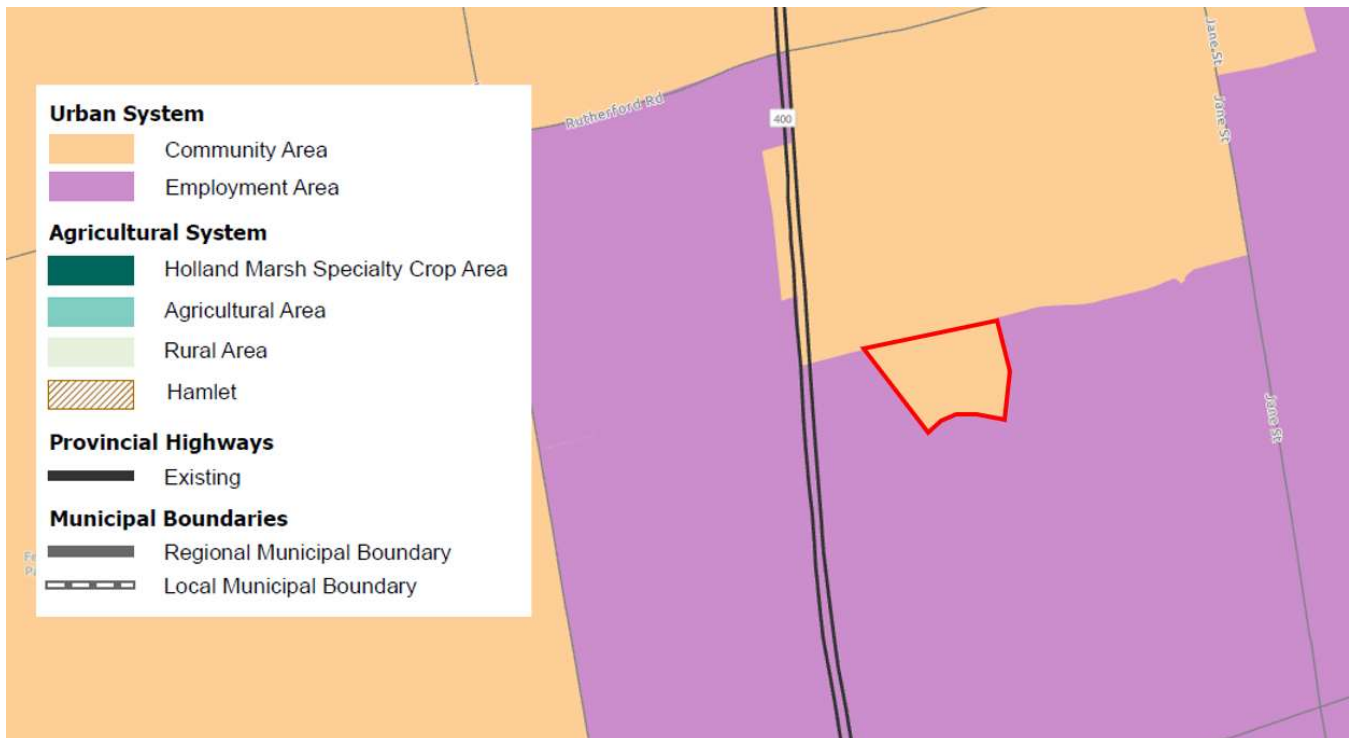 Urban System
Community Area
Employment Area
Agricultural System
Holland Marsh Specialty Crop Area
Agricultural Area
Rural Area
Hamlet
Provincial Highways
Existing
Municipal Boundaries
Regional Municipal Boundary
Local Municipal Boundary
Rutherford Rd
400
Jane St
Jane St
Jane St